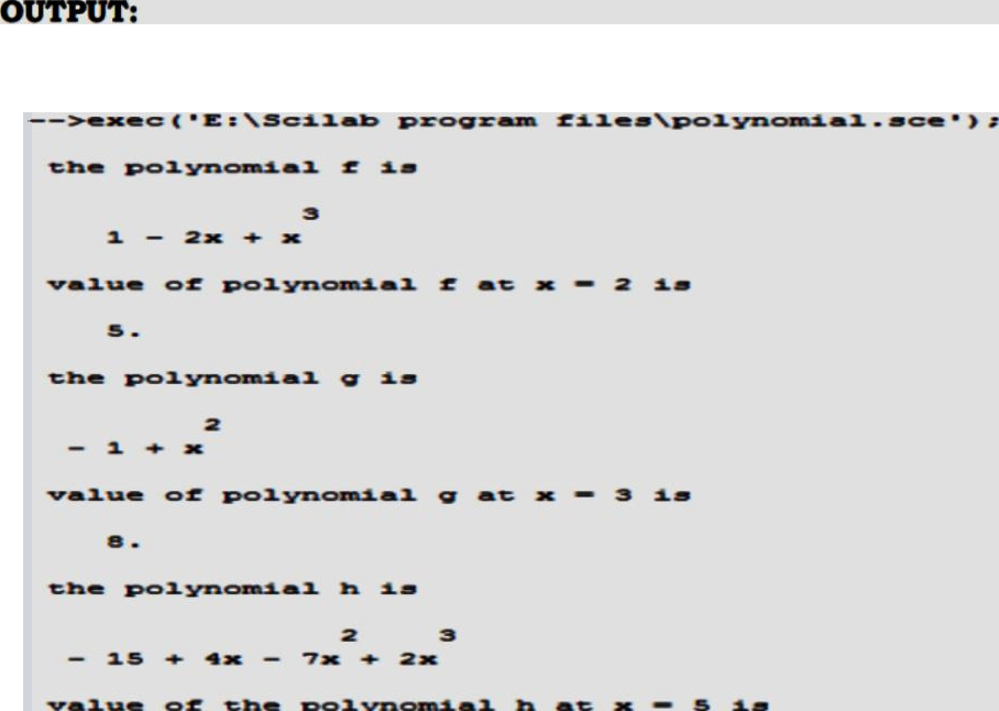 OUTPUT:
-->exec('E:\Scilab program files\polynomial.sce');
the polynomial f is
3
1 - 2x + x
value of polynomial f at x = 2 is
5.
the polynomial g is
2
- 1 + x
value of polynomial g at x = 3 is
8.
the polynomial h is
2 3
- 15 + 4x - 7x + 2x
value of the polynomial h at x = 5 is